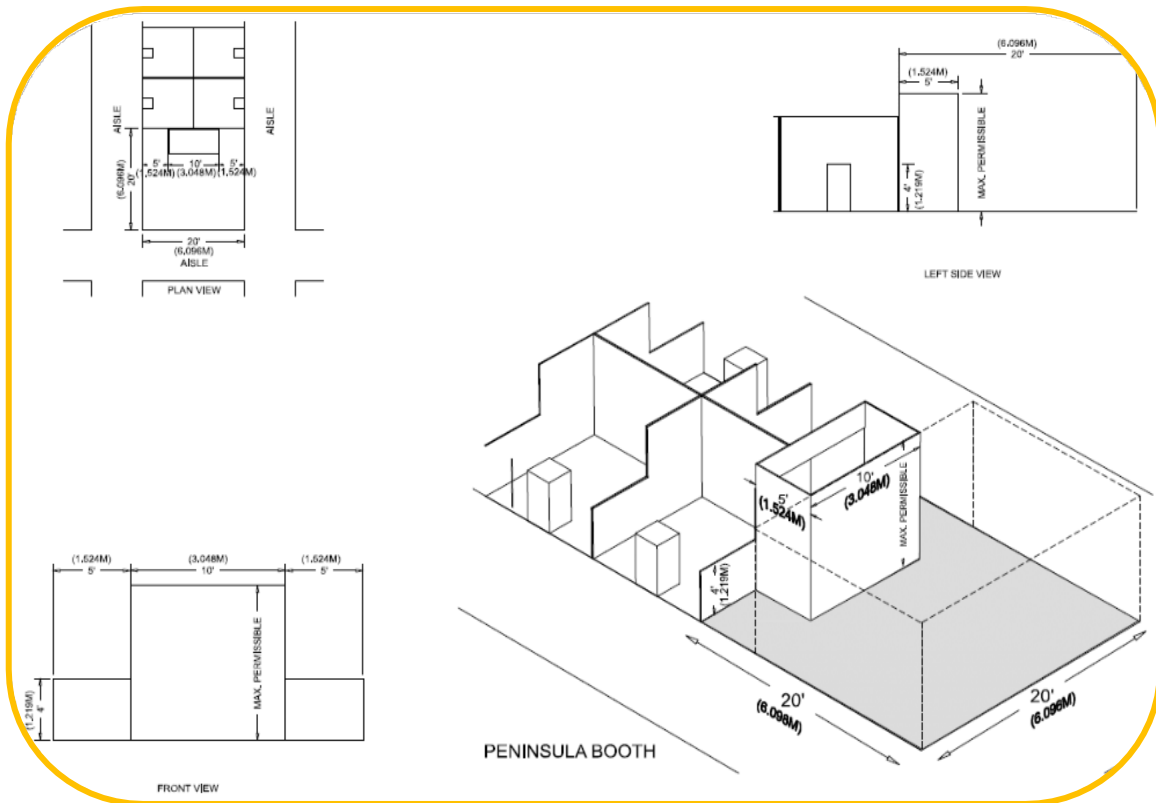 AISLE
AISLE
5'
10'
5'
(1.524M)
(3.048M)
(1.524M)
(6.096M)
20'
20'
(6.096M)
AISLE
PLAN VIEW
(6.096M)
20'
(1.524M)
5'
MAX. PERMISSIBLE
4'
(1.219M)
LEFT SIDE VIEW
(1.524M)
5'
(3.048M)
10'
(1.524M)
5'
MAX. PERMISSIBLE
(1.219M)
4'
FRONT VIEW
5'
(1.524M)
10'
(3.048M)
MAX. PERMISSIBLE
4'
(1.219M)
20'
(6.098M)
20'
(6.096M)
PENINSULA BOOTH